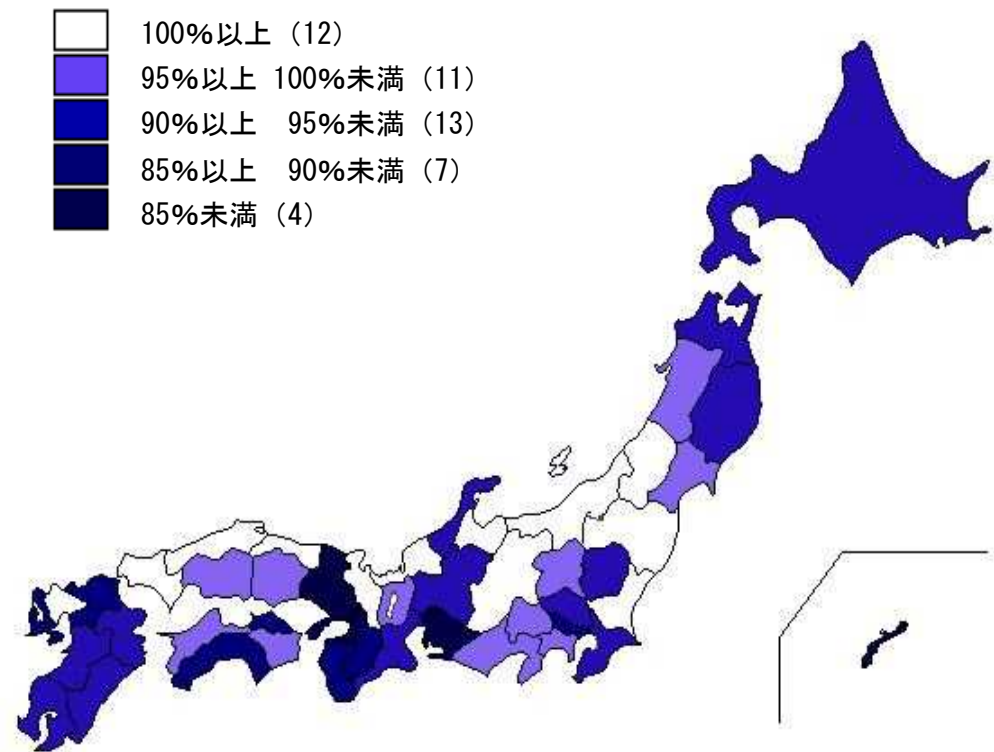 100%以上 (12)
95%以上 100%未満 (11)
90%以上 95%未満 (13)
85%以上 90%未満 (7)
85%未満 (4)